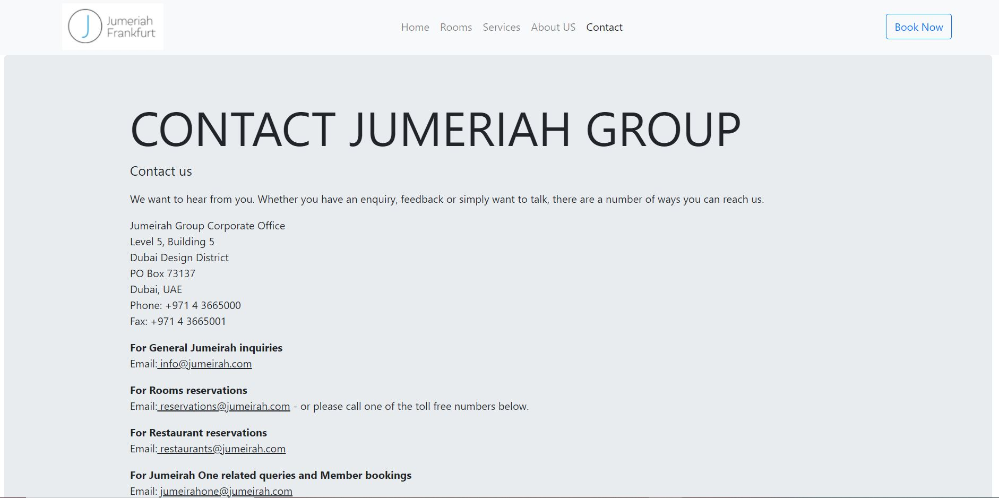 Jumeriah
Frankfurt
Home Rooms Services About US Contact
Book Now
CONTACT JUMERIAH GROUP
Contact us
We want to hear from you. Whether you have an enquiry, feedback or simply want to talk, there are a number of ways you can reach us.
Jumeirah Group Corporate Office
Level 5, Building 5
Dubai Design District
PO Box 73137
Dubai, UAE
Phone: +971 4 3665000
Fax: +971 4 3665001
For General Jumeirah inquiries
Email: info@jumeirah.com
For Rooms reservations
Email: reservations@jumeirah.com - or please call one of the toll free numbers below.
For Restaurant reservations
Email: restaurants@jumeirah.com
For Jumeirah One related queries and Member bookings
Email: jumeirahone@jumeirah.com